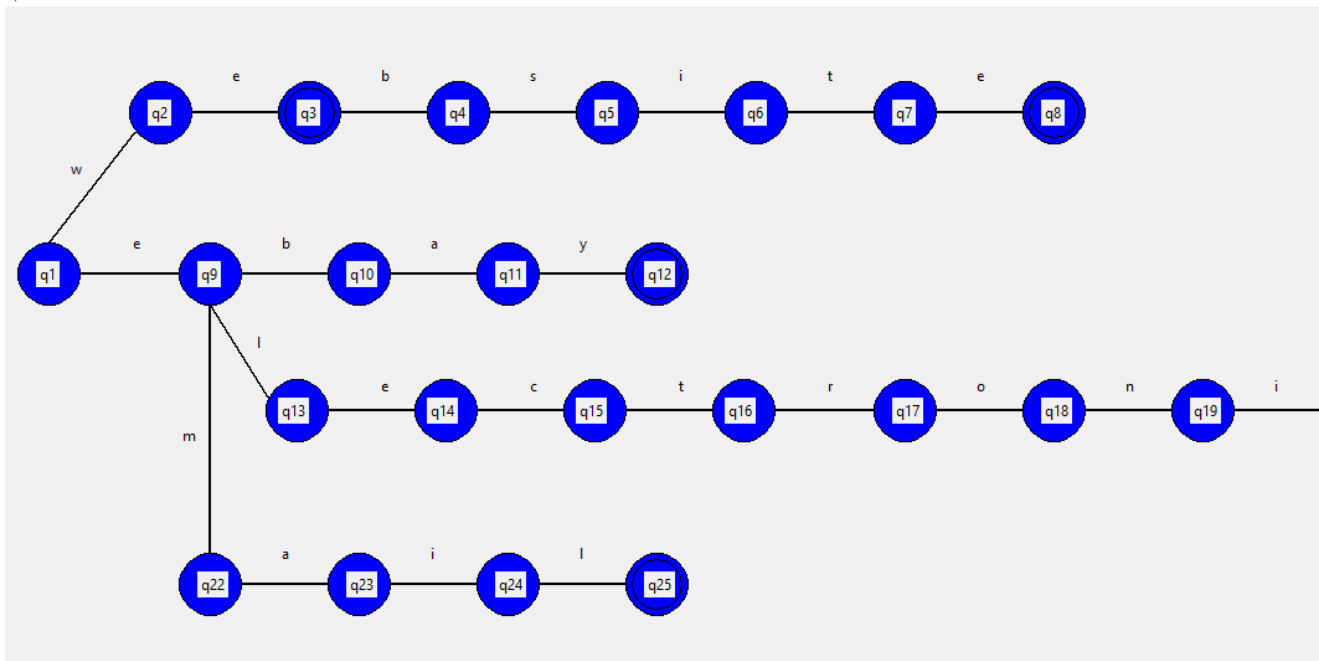 e b s i t e
q2 q3 q4 q5 q6 q7 q8
w
e b a y
q1 q9 q10 q11 q12
l
e c t r o n i
q13 q14 q15 q16 q17 q18 q19
m
a i l
q22 q23 q24 q25